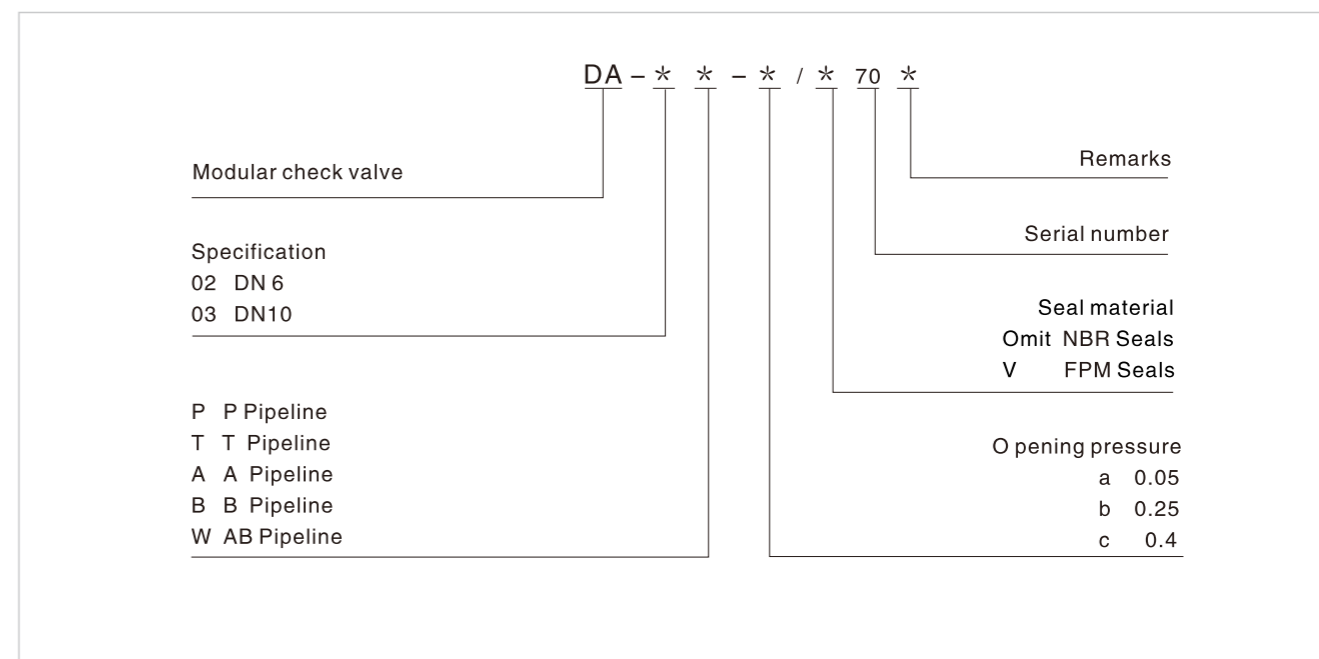 DA – * * – * / * 70 *
Modular check valve
Specification
02 DN 6
03 DN10
P P Pipeline
T T Pipeline
A A Pipeline
B B Pipeline
W AB Pipeline
Remarks
Serial number
Seal material
Omit NBR Seals
V FPM Seals
O pening pressure
a 0.05
b 0.25
c 0.4